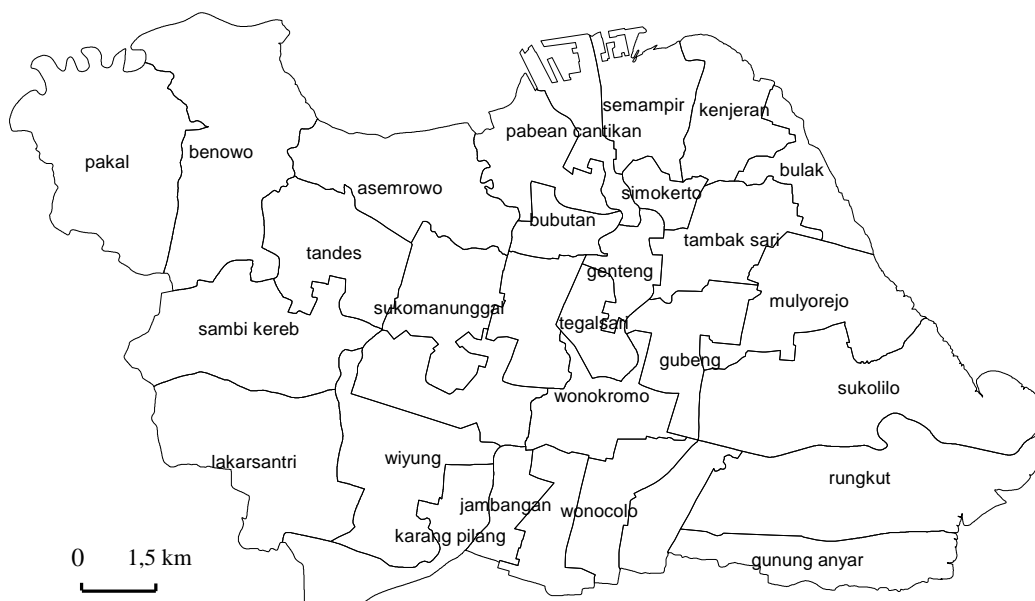 semampir
kenjeran
pabean cantikan
benowo
pakal
bulak
asemrowo
simokerto
bubutan
tambak sari
tandes
genteng
sukomanunggal
mulyorejo
tegalsari
sambi kereb
gubeng
sukolilo
wonokromo
lakarsantri
wiyung
rungkut
jambangan
wonocolo
karang pilang
0 1,5 km
gunung anyar